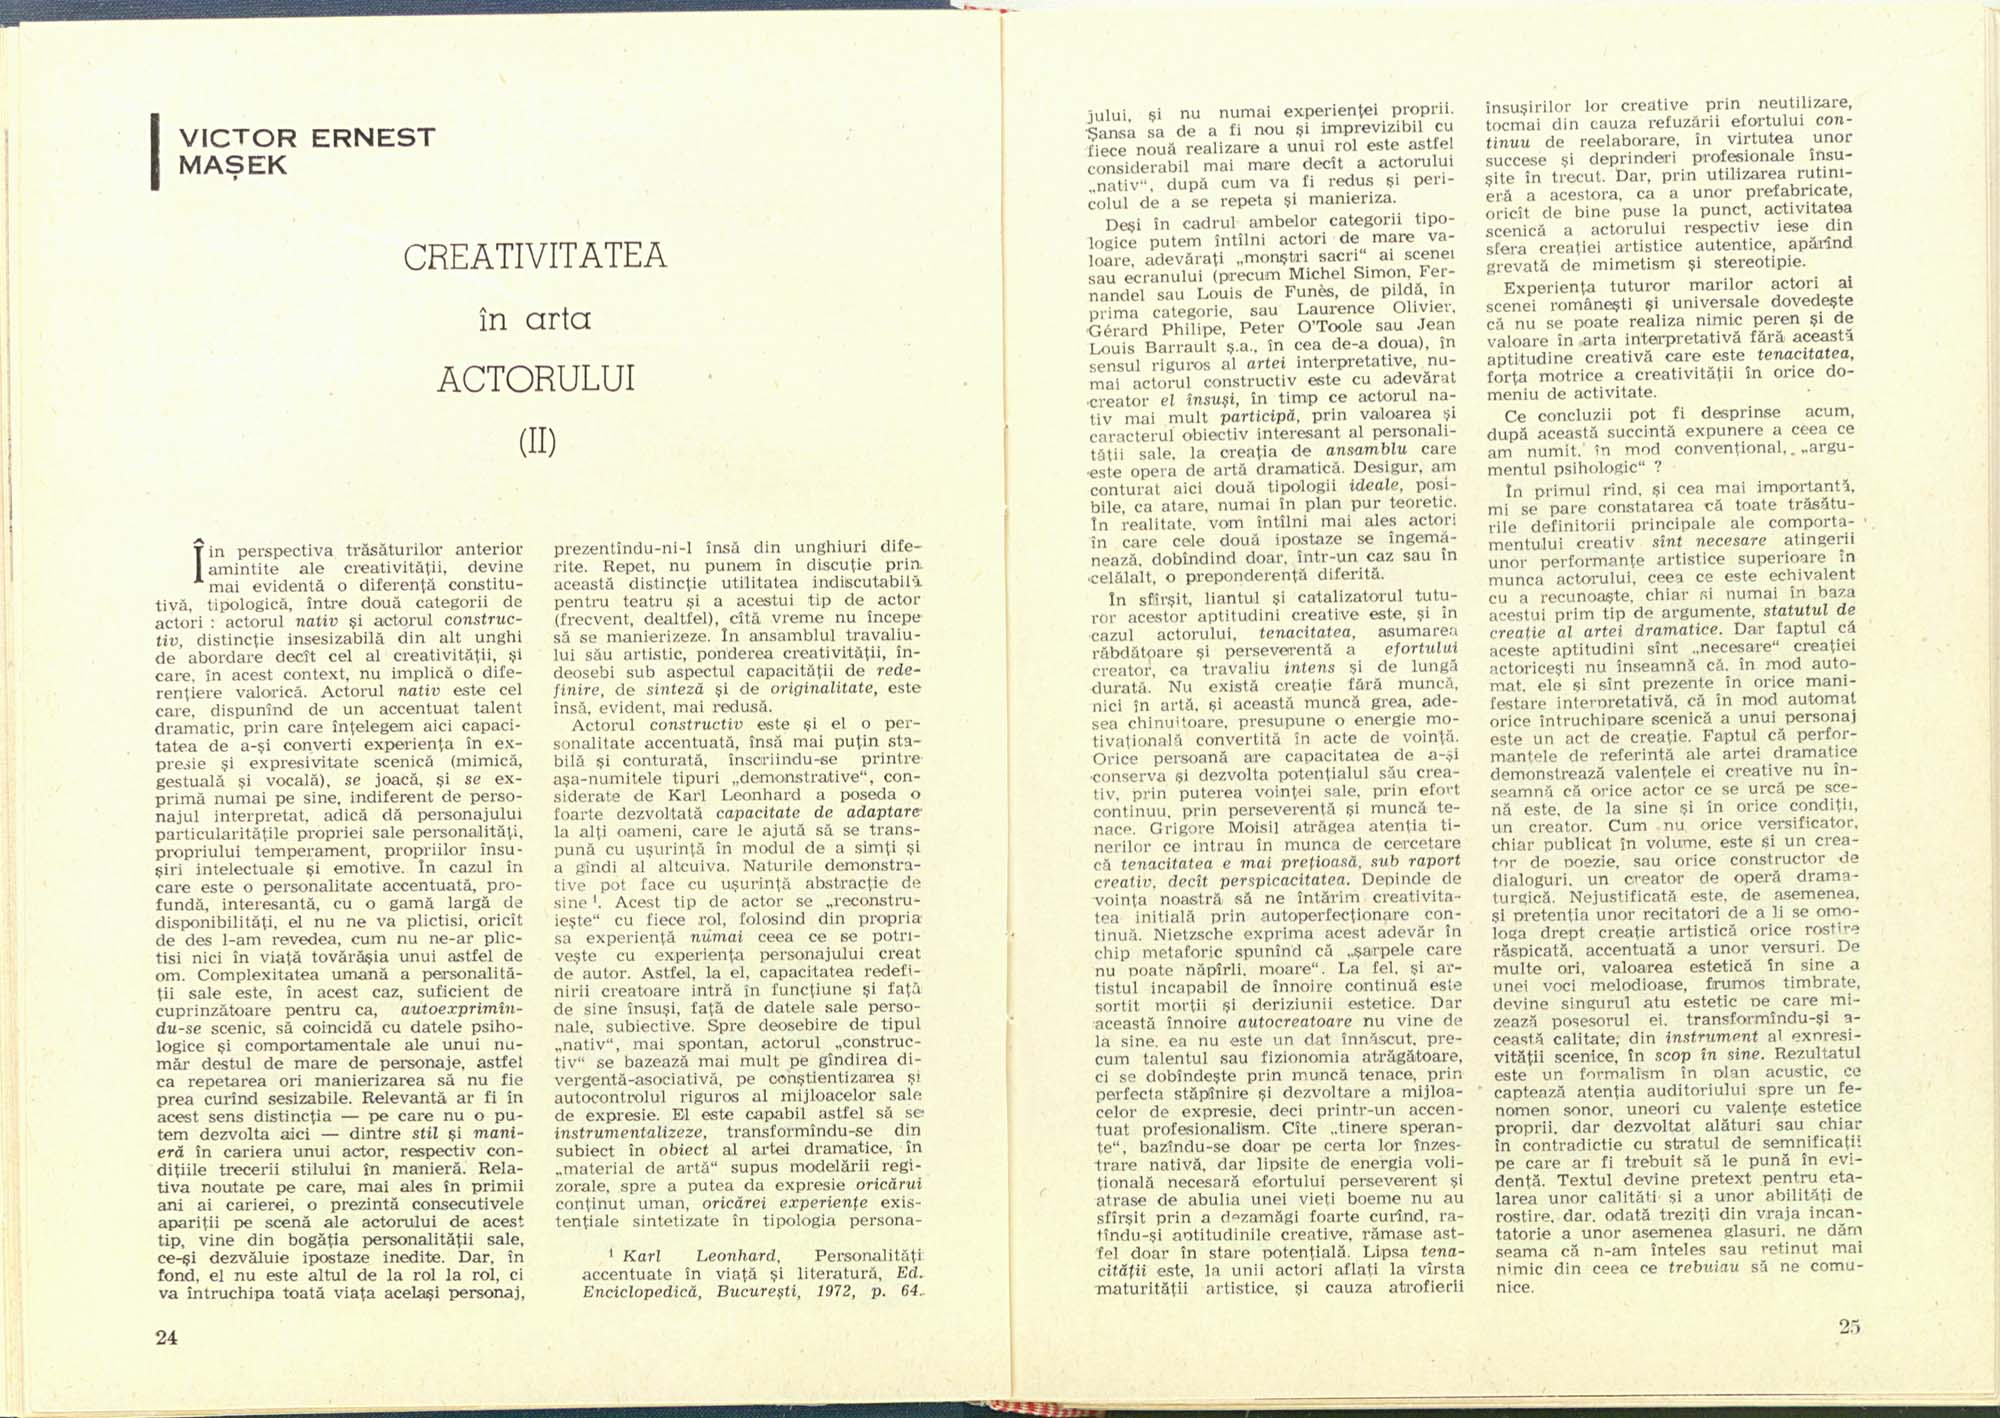 VICTOR ERNEST
MAȘEK
CREATIVITATEA
în arta
ACTORULUI
(II)
În perspectiva trăsăturilor anterior
amintite ale creativității, devine
mai evidentă o diferență constitu-
tivă, tipologică, între două categorii de
actori : actorul nativ și actorul construc-
tiv, distincție insesizabilă din alt unghi
de abordare decît cel al creativității, și
care, în acest context, nu implică o dife-
rențiere valorică. Actorul nativ este cel
care, dispunînd de un accentuat talent
dramatic, prin care înțelegem aici capaci-
tatea de a-și converti experiența în ex-
presie și expresivitate scenică (mimică,
gestuală și vocală), se joacă, și se ex-
primă numai pe sine, indiferent de perso-
najul interpretat, adică dă personajului
particularitățile propriei sale personalități,
propriului temperament, propriilor însu-
șiri intelectuale și emotive. În cazul în
care este o personalitate accentuată, pro-
fundă, interesantă, cu o gamă largă de
disponibilități, el nu ne va plictisi, oricît
de des l-am revedea, cum nu ne-ar plic-
tisi nici în viață tovărășia unui astfel de
om. Complexitatea umană a personalită-
ții sale este, în acest caz, suficient de
cuprinzătoare pentru ca, autoexprimîn-
du-se scenic, să coincidă cu datele psiho-
logice și comportamentale ale unui nu-
măr destul de mare de personaje, astfel
ca repetarea ori manierizarea să nu fie
prea curînd sesizabile. Relevantă ar fi în
acest sens distincția — pe care nu o pu-
tem dezvolta aici — dintre stil și mani-
eră în cariera unui actor, respectiv con-
dițiile trecerii stilului în manieră. Rela-
tiva noutate pe care, mai ales în primii
ani ai carierei, o prezintă consecutivele
apariții pe scenă ale actorului de acest
tip, vine din bogăția personalității sale,
ce-și dezvăluie ipostaze inedite. Dar, în
fond, el nu este altul de la rol la rol, ci
va întruchipa toată viața același personaj,
prezentîndu-ni-l însă din unghiuri dife-
rite. Repet, nu punem în discuție prin
această distincție utilitatea indiscutabilă
pentru teatru și a acestui tip de actor
(frecvent, dealtfel), cîtă vreme nu începe
să se manierizeze. În ansamblul travaliu-
lui său artistic, ponderea creativității, în-
deosebi sub aspectul capacității de rede-
finire, de sinteză și de originalitate, este
însă, evident, mai redusă.
Actorul constructiv este și el o per-
sonalitate accentuată, însă mai puțin sta-
bilă și conturată, înscriindu-se printre
așa-numitele tipuri „demonstrative“, con-
siderate de Karl Leonhard a poseda o
foarte dezvoltată capacitate de adaptare
la alți oameni, care le ajută să se trans-
pună cu ușurință în modul de a simți și
a gîndi al altcuiva. Naturile demonstra-
tive pot face cu ușurință abstracție de
sine ¹. Acest tip de actor se „reconstru-
iește“ cu fiece rol, folosind din propria
sa experiență numai ceea ce se potri-
vește cu experiența personajului creat
de autor. Astfel, la el, capacitatea redefi-
nirii creatoare intră în funcțiune și față
de sine însuși, față de datele sale perso-
nale, subiective. Spre deosebire de tipul
„nativ“, mai spontan, actorul „construc-
tiv“ se bazează mai mult pe gîndirea di-
vergentă-asociativă, pe conștientizarea și
autocontrolul riguros al mijloacelor sale
de expresie. El este capabil astfel să se
instrumentalizeze, transformîndu-se din
subiect în obiect al artei dramatice, în
„material de artă“ supus modelării regi-
zorale, spre a putea da expresie oricărui
conținut uman, oricărei experiențe exis-
tențiale sintetizate în tipologia persona-
¹ Karl Leonhard, Personalități
accentuate în viață și literatură, Ed.
Enciclopedică, București, 1972, p. 64.
24
jului, și nu numai experienței proprii.
Șansa sa de a fi nou și imprevizibil cu
fiece nouă realizare a unui rol este astfel
considerabil mai mare decît a actorului
„nativ“, după cum va fi redus și peri-
colul de a se repeta și manieriza.
Deși în cadrul ambelor categorii tipo-
logice putem întîlni actori de mare va-
loare, adevărați „monștri sacri“ ai scenei
sau ecranului (precum Michel Simon, Fer-
nandel sau Louis de Funès, de pildă, în
prima categorie, sau Laurence Olivier,
Gérard Philipe, Peter O'Toole sau Jean
Louis Barrault ș.a., în cea de-a doua), în
sensul riguros al artei interpretative, nu-
mai actorul constructiv este cu adevărat
creator el însuși, în timp ce actorul na-
tiv mai mult participă, prin valoarea și
caracterul obiectiv interesant al personali-
tății sale, la creația de ansamblu care
este opera de artă dramatică. Desigur, am
conturat aici două tipologii ideale, posi-
bile, ca atare, numai în plan pur teoretic.
În realitate, vom întîlni mai ales actori
în care cele două ipostaze se îngemă-
nează, dobîndind doar, într-un caz sau în
celălalt, o preponderență diferită.
În sfîrșit, liantul și catalizatorul tutu-
ror acestor aptitudini creative este, și în
cazul actorului, tenacitatea, asumarea
răbdătoare și perseverentă a efortului
creator, ca travaliu intens și de lungă
durată. Nu există creație fără muncă,
nici în artă, și această muncă grea, ade-
sea chinuitoare, presupune o energie mo-
tivațională convertită în acte de voință.
Orice persoană are capacitatea de a-și
conserva și dezvolta potențialul său crea-
tiv, prin puterea voinței sale, prin efort
continuu, prin perseverență și muncă te-
nace. Grigore Moisil atrăgea atenția ti-
nerilor ce intrau în munca de cercetare
că tenacitatea e mai prețioasă, sub raport
creativ, decît perspicacitatea. Depinde de
voința noastră să ne întărim creativita-
tea inițială prin autoperfecționare con-
tinuă. Nietzsche exprima acest adevăr în
chip metaforic spunînd că „șarpele care
nu poate năpîrli, moare“. La fel, și ar-
tistul incapabil de înnoire continuă este
sortit morții și deriziunii estetice. Dar
această înnoire autocreatoare nu vine de
la sine, ea nu este un dat înnăscut, pre-
cum talentul sau fizionomia atrăgătoare,
ci se dobîndește prin muncă tenace, prin
perfecta stăpînire și dezvoltare a mijloa-
celor de expresie, deci printr-un accen-
tuat profesionalism. Cîte „tinere speran-
te“, bazîndu-se doar pe certa lor înzes-
trare nativă, dar lipsite de energia voli-
țională necesară efortului perseverent și
atrase de abulia unei vieți boeme nu au
sfîrșit prin a dezamăgi foarte curînd, ra-
tîndu-și aptitudinile creative, rămase ast-
fel doar în stare potențială. Lipsa tena-
cității este, la unii actori aflați la vîrsta
maturității artistice, și cauza atrofierii
însușirilor lor creative prin neutilizare,
tocmai din cauza refuzării efortului con-
tinuu de reelaborare, în virtutea unor
succese și deprinderi profesionale însu-
șite în trecut. Dar, prin utilizarea rutini-
eră a acestora, ca a unor prefabricate,
oricît de bine puse la punct, activitatea
scenică a actorului respectiv iese din
sfera creației artistice autentice, apărînd
grevată de mimetism și stereotipie.
Experiența tuturor marilor actori ai
scenei românești și universale dovedește
că nu se poate realiza nimic peren și de
valoare în arta interpretativă fără această
aptitudine creativă care este tenacitatea,
forța motrice a creativității în orice do-
meniu de activitate.
Ce concluzii pot fi desprinse acum,
după această succintă expunere a ceea ce
am numit, în mod convențional, „argu-
mentul psihologic“ ?
În primul rînd, și cea mai importantă,
mi se pare constatarea că toate trăsătu-
rile definitorii principale ale comporta-
mentului creativ sînt necesare atingerii
unor performanțe artistice superioare în
munca actorului, ceea ce este echivalent
cu a recunoaște, chiar și numai în baza
acestui prim tip de argumente, statutul de
creație al artei dramatice. Dar faptul că
aceste aptitudini sînt „necesare“ creației
actoricești nu înseamnă că, în mod auto-
mat, ele și sînt prezente în orice mani-
festare interpretativă, că în mod automat
orice întruchipare scenică a unui personaj
este un act de creație. Faptul că perfor-
manțele de referință ale artei dramatice
demonstrează valențele ei creative nu în-
seamnă că orice actor ce se urcă pe sce-
nă este, de la sine și în orice condiții,
un creator. Cum nu orice versificator,
chiar publicat în volume, este și un crea-
tor de poezie, sau orice constructor de
dialoguri, un creator de operă drama-
turgică. Nejustificată este, de asemenea,
și pretenția unor recitatori de a li se omo-
loga drept creație artistică orice rostire
răspicată, accentuată a unor versuri. De
multe ori, valoarea estetică în sine a
unei voci melodioase, frumos timbrate,
devine singurul atu estetic pe care mi-
zează posesorul ei, transformîndu-și a-
ceastă calitate, din instrument al expresi-
vității scenice, în scop în sine. Rezultatul
este un formalism în plan acustic, ce
captează atenția auditoriului spre un fe-
nomen sonor, uneori cu valențe estetice
proprii, dar dezvoltat alături sau chiar
în contradicție cu stratul de semnificații
pe care ar fi trebuit să le pună în evi-
dență. Textul devine pretext pentru eta-
larea unor calități și a unor abilități de
rostire, dar, odată treziți din vraja incan-
tatorie a unor asemenea glasuri, ne dăm
seama că n-am înțeles sau reținut mai
nimic din ceea ce trebuiau să ne comu-
nice.
25